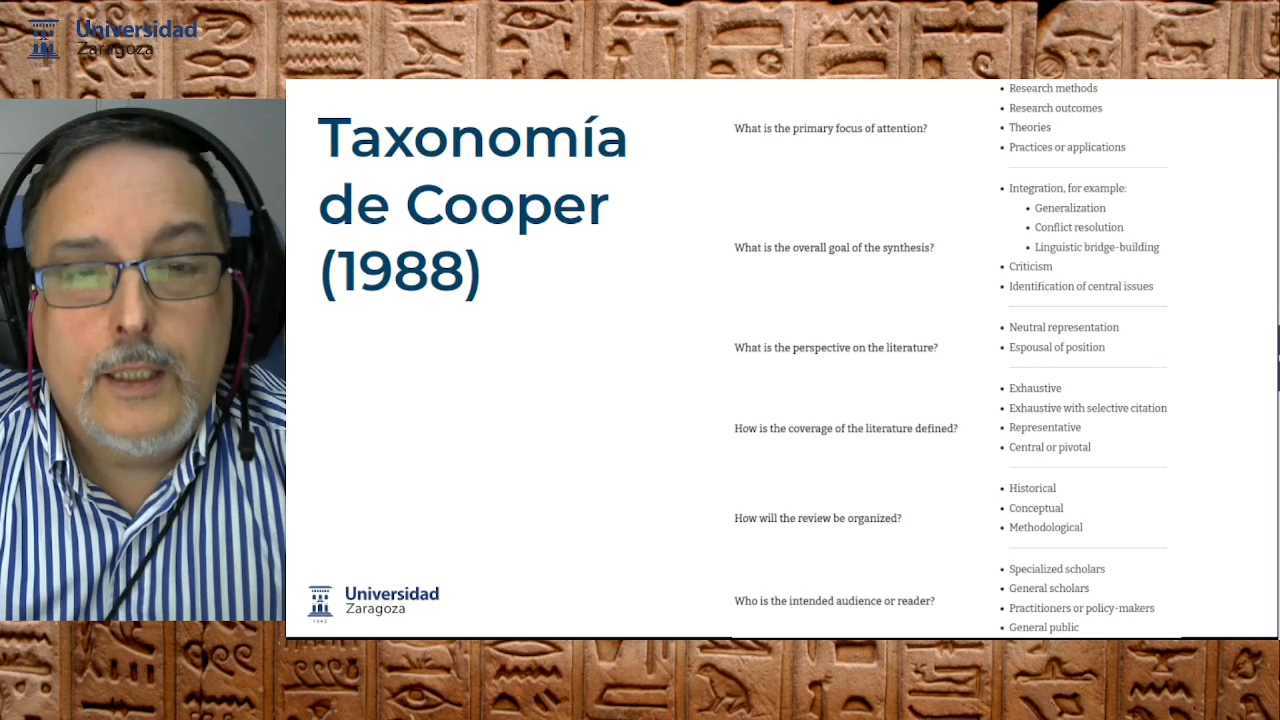 Universidad
Zaragoza
Taxonomía
de Cooper
(1988)
What is the primary focus of attention?
• Research methods
• Research outcomes
• Theories
• Practices or applications
What is the overall goal of the synthesis?
• Integration, for example:
• Generalization
• Conflict resolution
• Linguistic bridge-building
• Criticism
• Identification of central issues
What is the perspective on the literature?
• Neutral representation
• Espousal of position
How is the coverage of the literature defined?
• Exhaustive
• Exhaustive with selective citation
• Representative
• Central or pivotal
How will the review be organized?
• Historical
• Conceptual
• Methodological
Who is the intended audience or reader?
• Specialized scholars
• General scholars
• Practitioners or policy-makers
• General public
Universidad
Zaragoza
1542